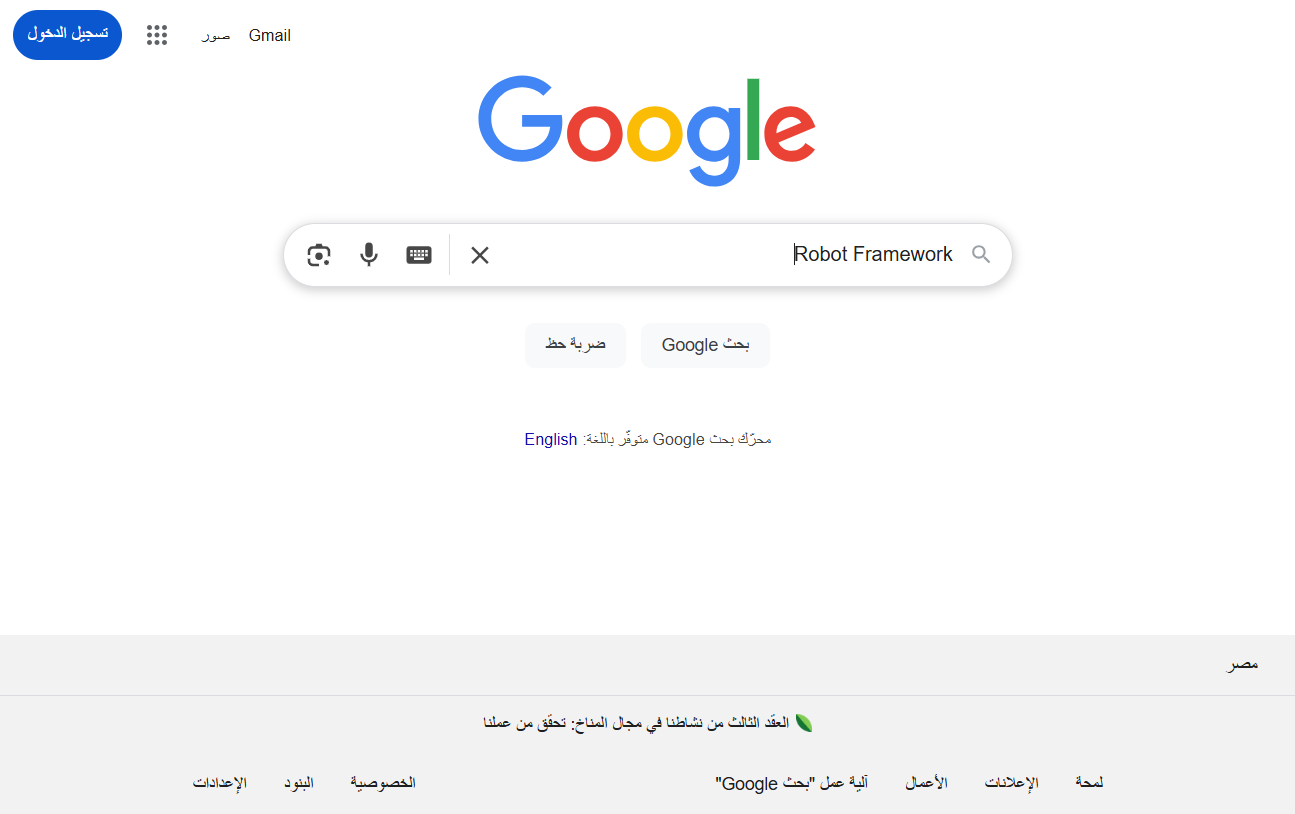 Gmail صور تسجيل الدخول
Google
Robot Framework
بحث Google ضربة حظ
محرّك بحث Google متوفّر باللغة: English
مصر
العقد الثالث من نشاطنا في مجال المناخ: تحقّق من عملنا
لمحة الإعلانات الأعمال آلية عمل "بحث Google" الخصوصية البنود الإعدادات